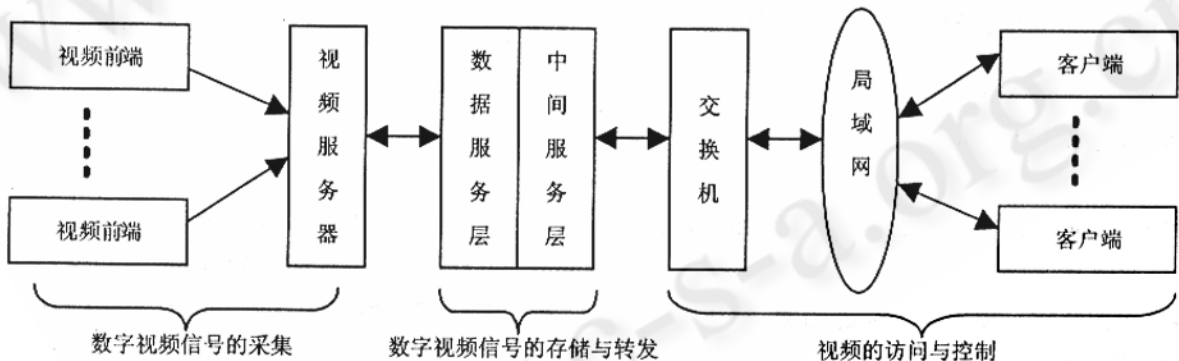 视频前端
视频前端
视频服务器
数据服务层
中间服务层
交换机
局域网
客户端
客户端
数字视频信号的采集
数字视频信号的存储与转发
视频的访问与控制